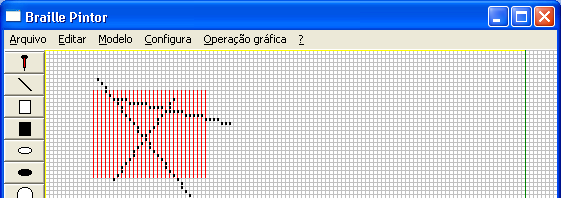 Braille Pintor
Arquivo Editar Modelo Configura Operação gráfica ?